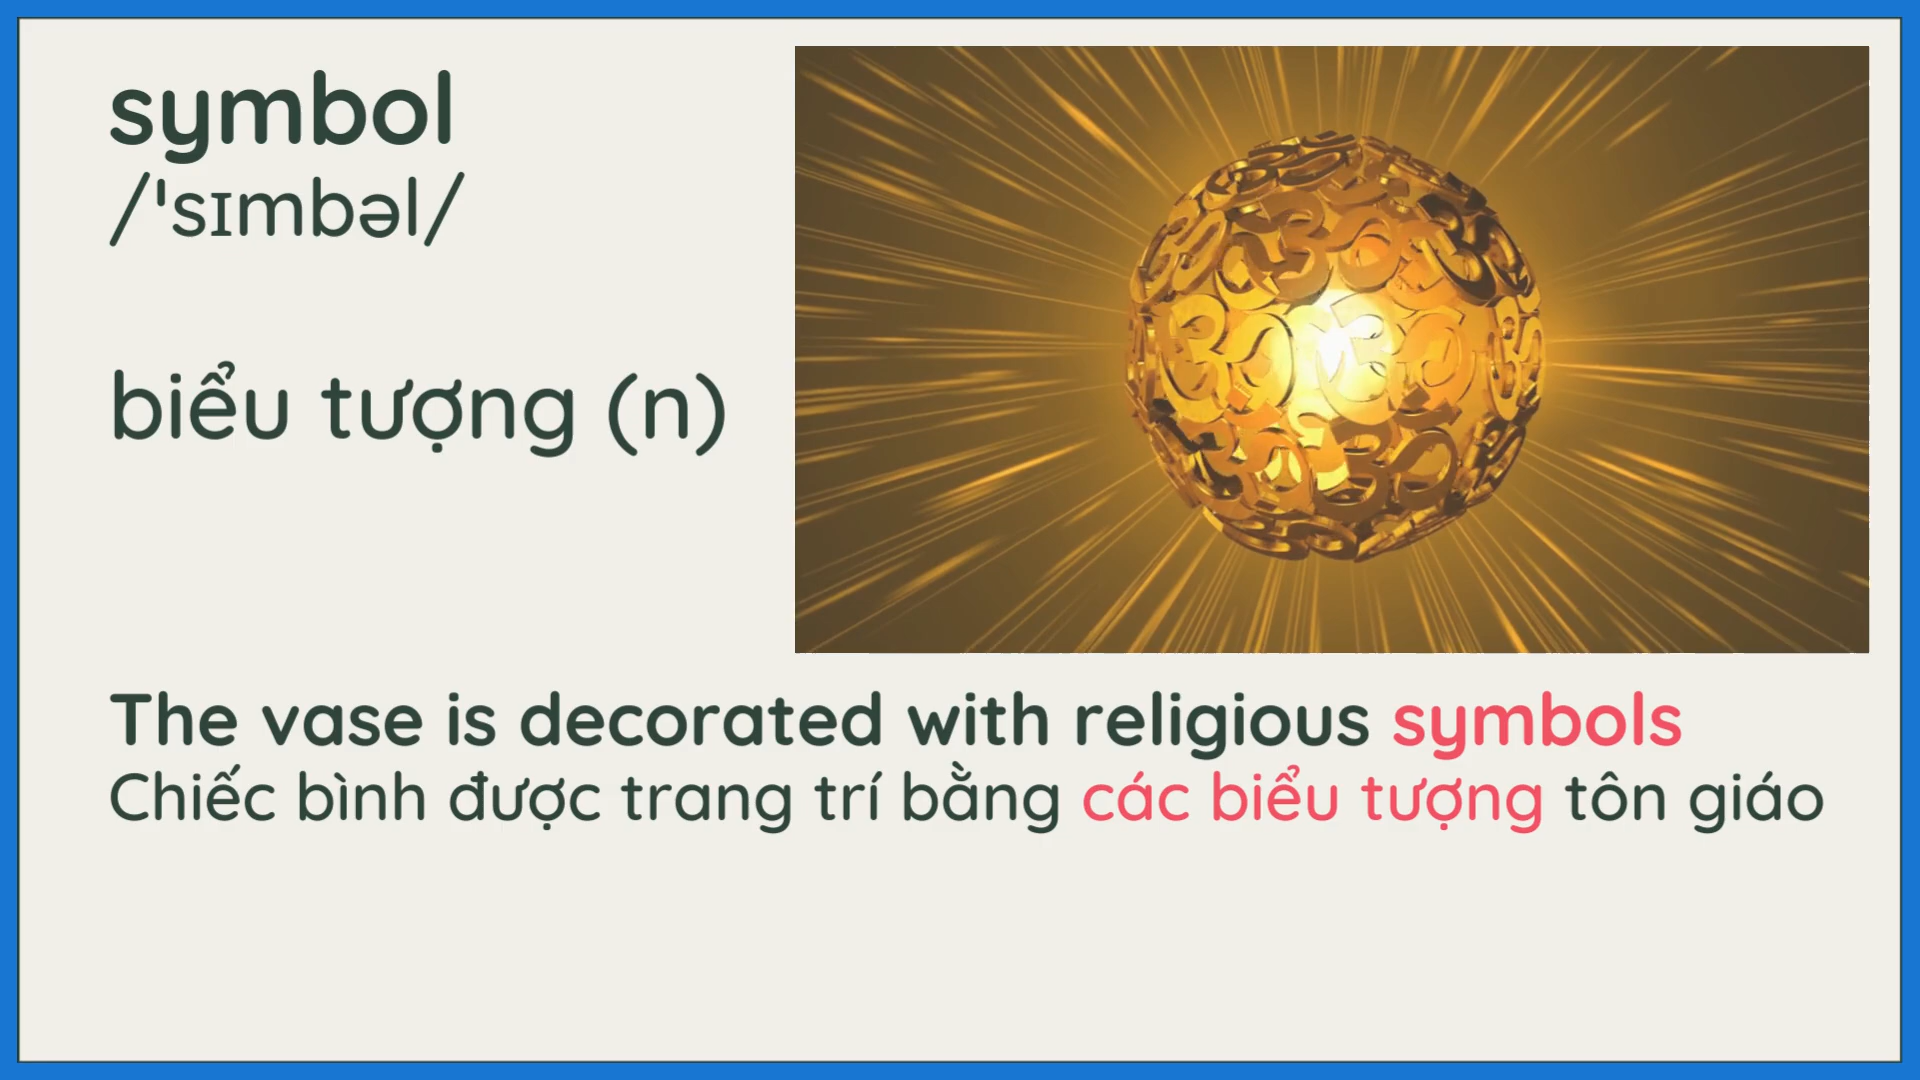 symbol
/ˈsɪmbəl/
biểu tượng (n)
The vase is decorated with religious symbols
Chiếc bình được trang trí bằng các biểu tượng tôn giáo